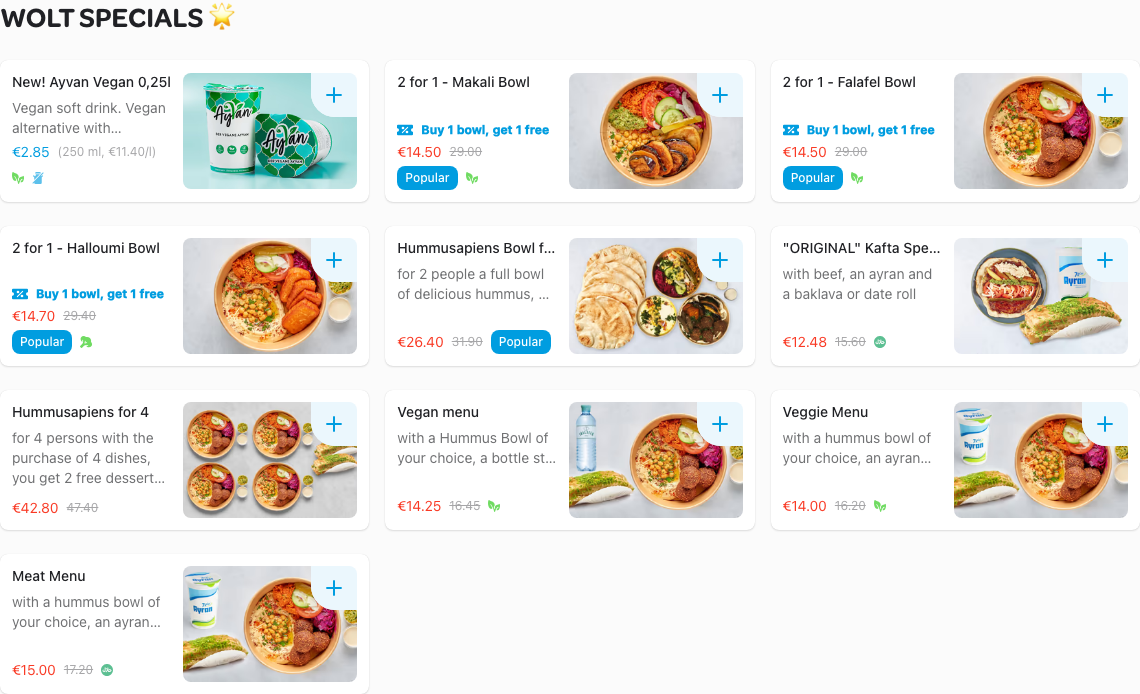 WOLT SPECIALS 🌟
New! Ayvan Vegan 0,25l
Vegan soft drink. Vegan
alternative with...
€2.85 (250 ml, €11.40/l)
Ayvan
Ayvan
2 for 1 - Makali Bowl
Buy 1 bowl, get 1 free
€14.50 29.00
Popular
2 for 1 - Falafel Bowl
Buy 1 bowl, get 1 free
€14.50 29.00
Popular
2 for 1 - Halloumi Bowl
Buy 1 bowl, get 1 free
€14.70 29.40
Popular
Hummusapiens Bowl f...
for 2 people a full bowl
of delicious hummus, ...
€26.40 31.90 Popular
"ORIGINAL" Kafta Spe...
with beef, an ayran and
a baklava or date roll
€12.48 15.60
Ayran
Hummusapiens for 4
for 4 persons with the
purchase of 4 dishes,
you get 2 free dessert...
€42.80 47.40
Vegan menu
with a Hummus Bowl of
your choice, a bottle st...
€14.25 16.45
Veggie Menu
with a hummus bowl of
your choice, an ayran...
€14.00 16.20
Ayran
Meat Menu
with a hummus bowl of
your choice, an ayran...
€15.00 17.20
Ayran